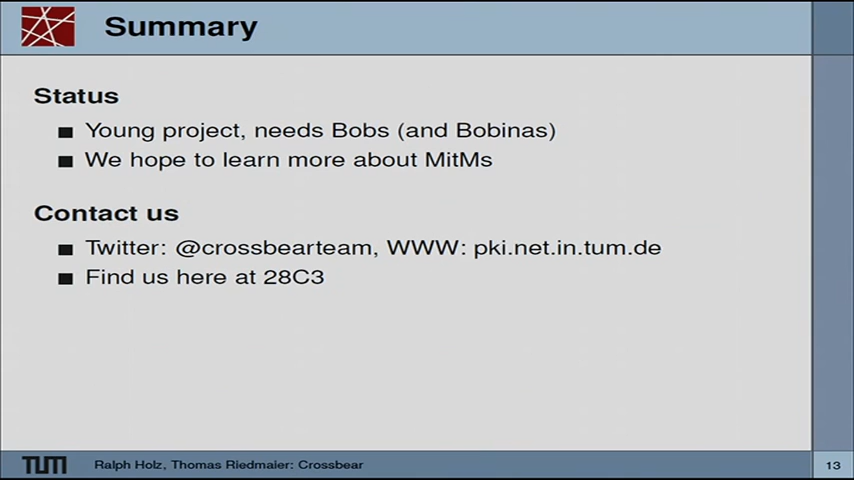 Summary
Status
Young project, needs Bobs (and Bobinas)
We hope to learn more about MitMs
Contact us
Twitter: @crossbearteam, WWW: pki.net.in.tum.de
Find us here at 28C3
TUM
Ralph Holz, Thomas Riedmaier: Crossbear
13